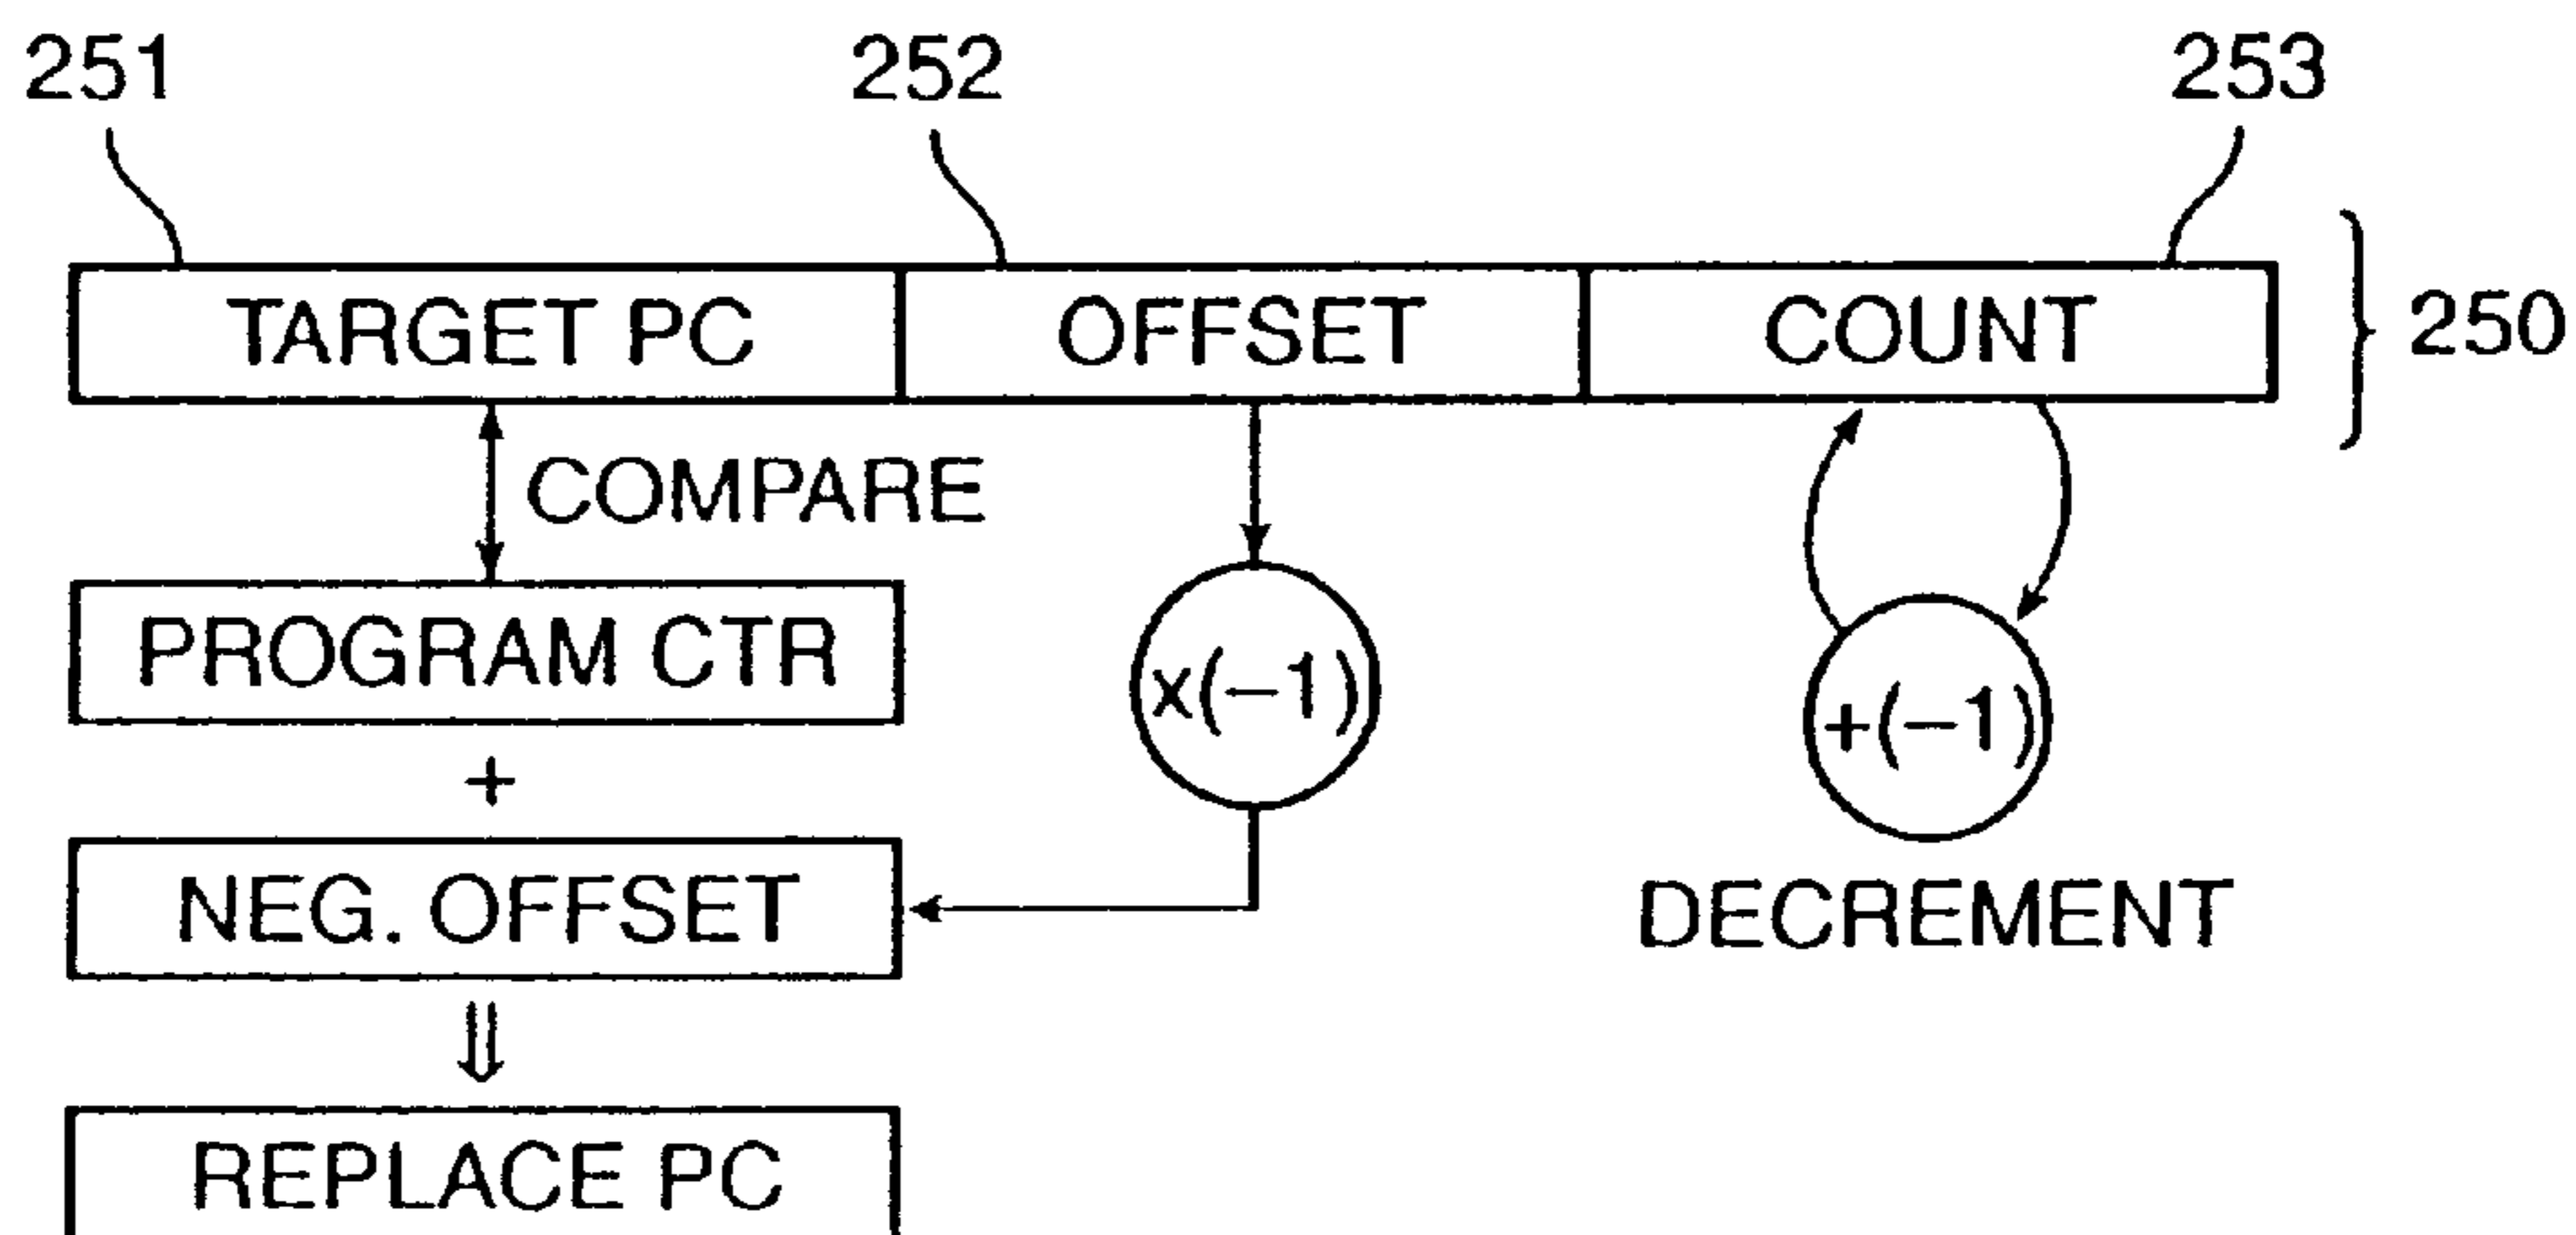 251 252 253
TARGET PC OFFSET COUNT 250
COMPARE
PROGRAM CTR
x(−1)
+(−1)
+
NEG. OFFSET
DECREMENT
⇓
REPLACE PC